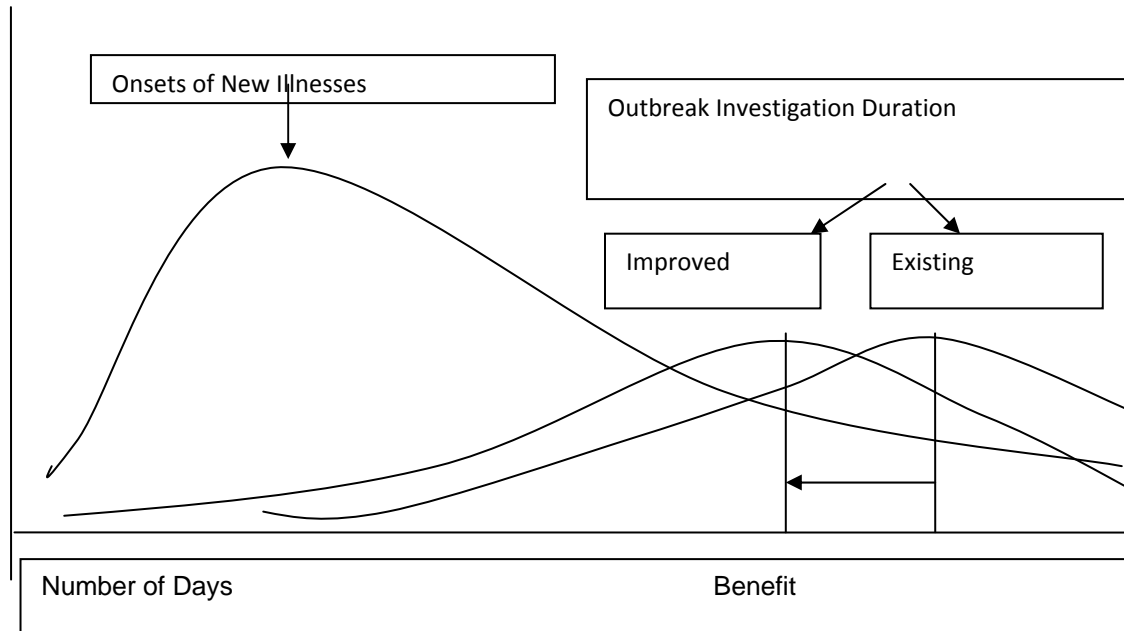 Onsets of New Illnesses
Outbreak Investigation Duration
Improved
Existing
Number of Days
Benefit